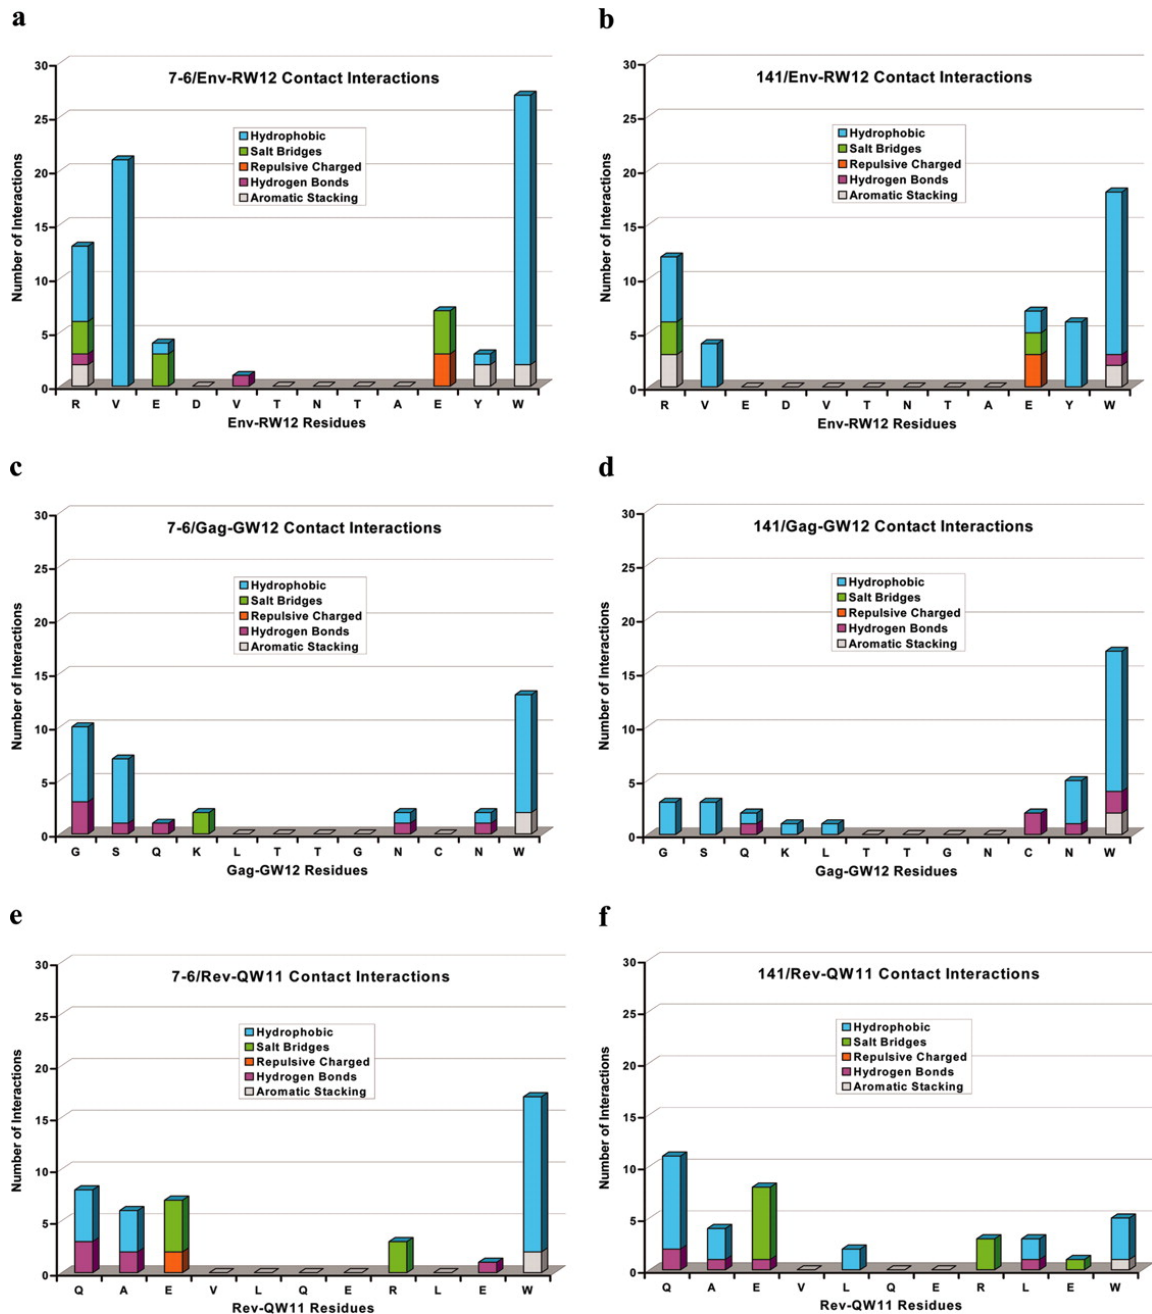 a
7-6/Env-RW12 Contact Interactions
Number of Interactions
30
25
20
15
10
5
0
Hydrophobic
Salt Bridges
Repulsive Charged
Hydrogen Bonds
Aromatic Stacking
R V E D V T N T A E Y W
Env-RW12 Residues
b
141/Env-RW12 Contact Interactions
Number of Interactions
30
25
20
15
10
5
0
Hydrophobic
Salt Bridges
Repulsive Charged
Hydrogen Bonds
Aromatic Stacking
R V E D V T N T A E Y W
Env-RW12 Residues
c
7-6/Gag-GW12 Contact Interactions
Number of Interactions
30
25
20
15
10
5
0
Hydrophobic
Salt Bridges
Repulsive Charged
Hydrogen Bonds
Aromatic Stacking
G S Q K L T T G N C N W
Gag-GW12 Residues
d
141/Gag-GW12 Contact Interactions
Number of Interactions
30
25
20
15
10
5
0
Hydrophobic
Salt Bridges
Repulsive Charged
Hydrogen Bonds
Aromatic Stacking
G S Q K L T T G N C N W
Gag-GW12 Residues
e
7-6/Rev-QW11 Contact Interactions
Number of Interactions
30
25
20
15
10
5
0
Hydrophobic
Salt Bridges
Repulsive Charged
Hydrogen Bonds
Aromatic Stacking
Q A E V L Q E R L E W
Rev-QW11 Residues
f
141/Rev-QW11 Contact Interactions
Number of Interactions
30
25
20
15
10
5
0
Hydrophobic
Salt Bridges
Repulsive Charged
Hydrogen Bonds
Aromatic Stacking
Q A E V L Q E R L E W
Rev-QW11 Residues